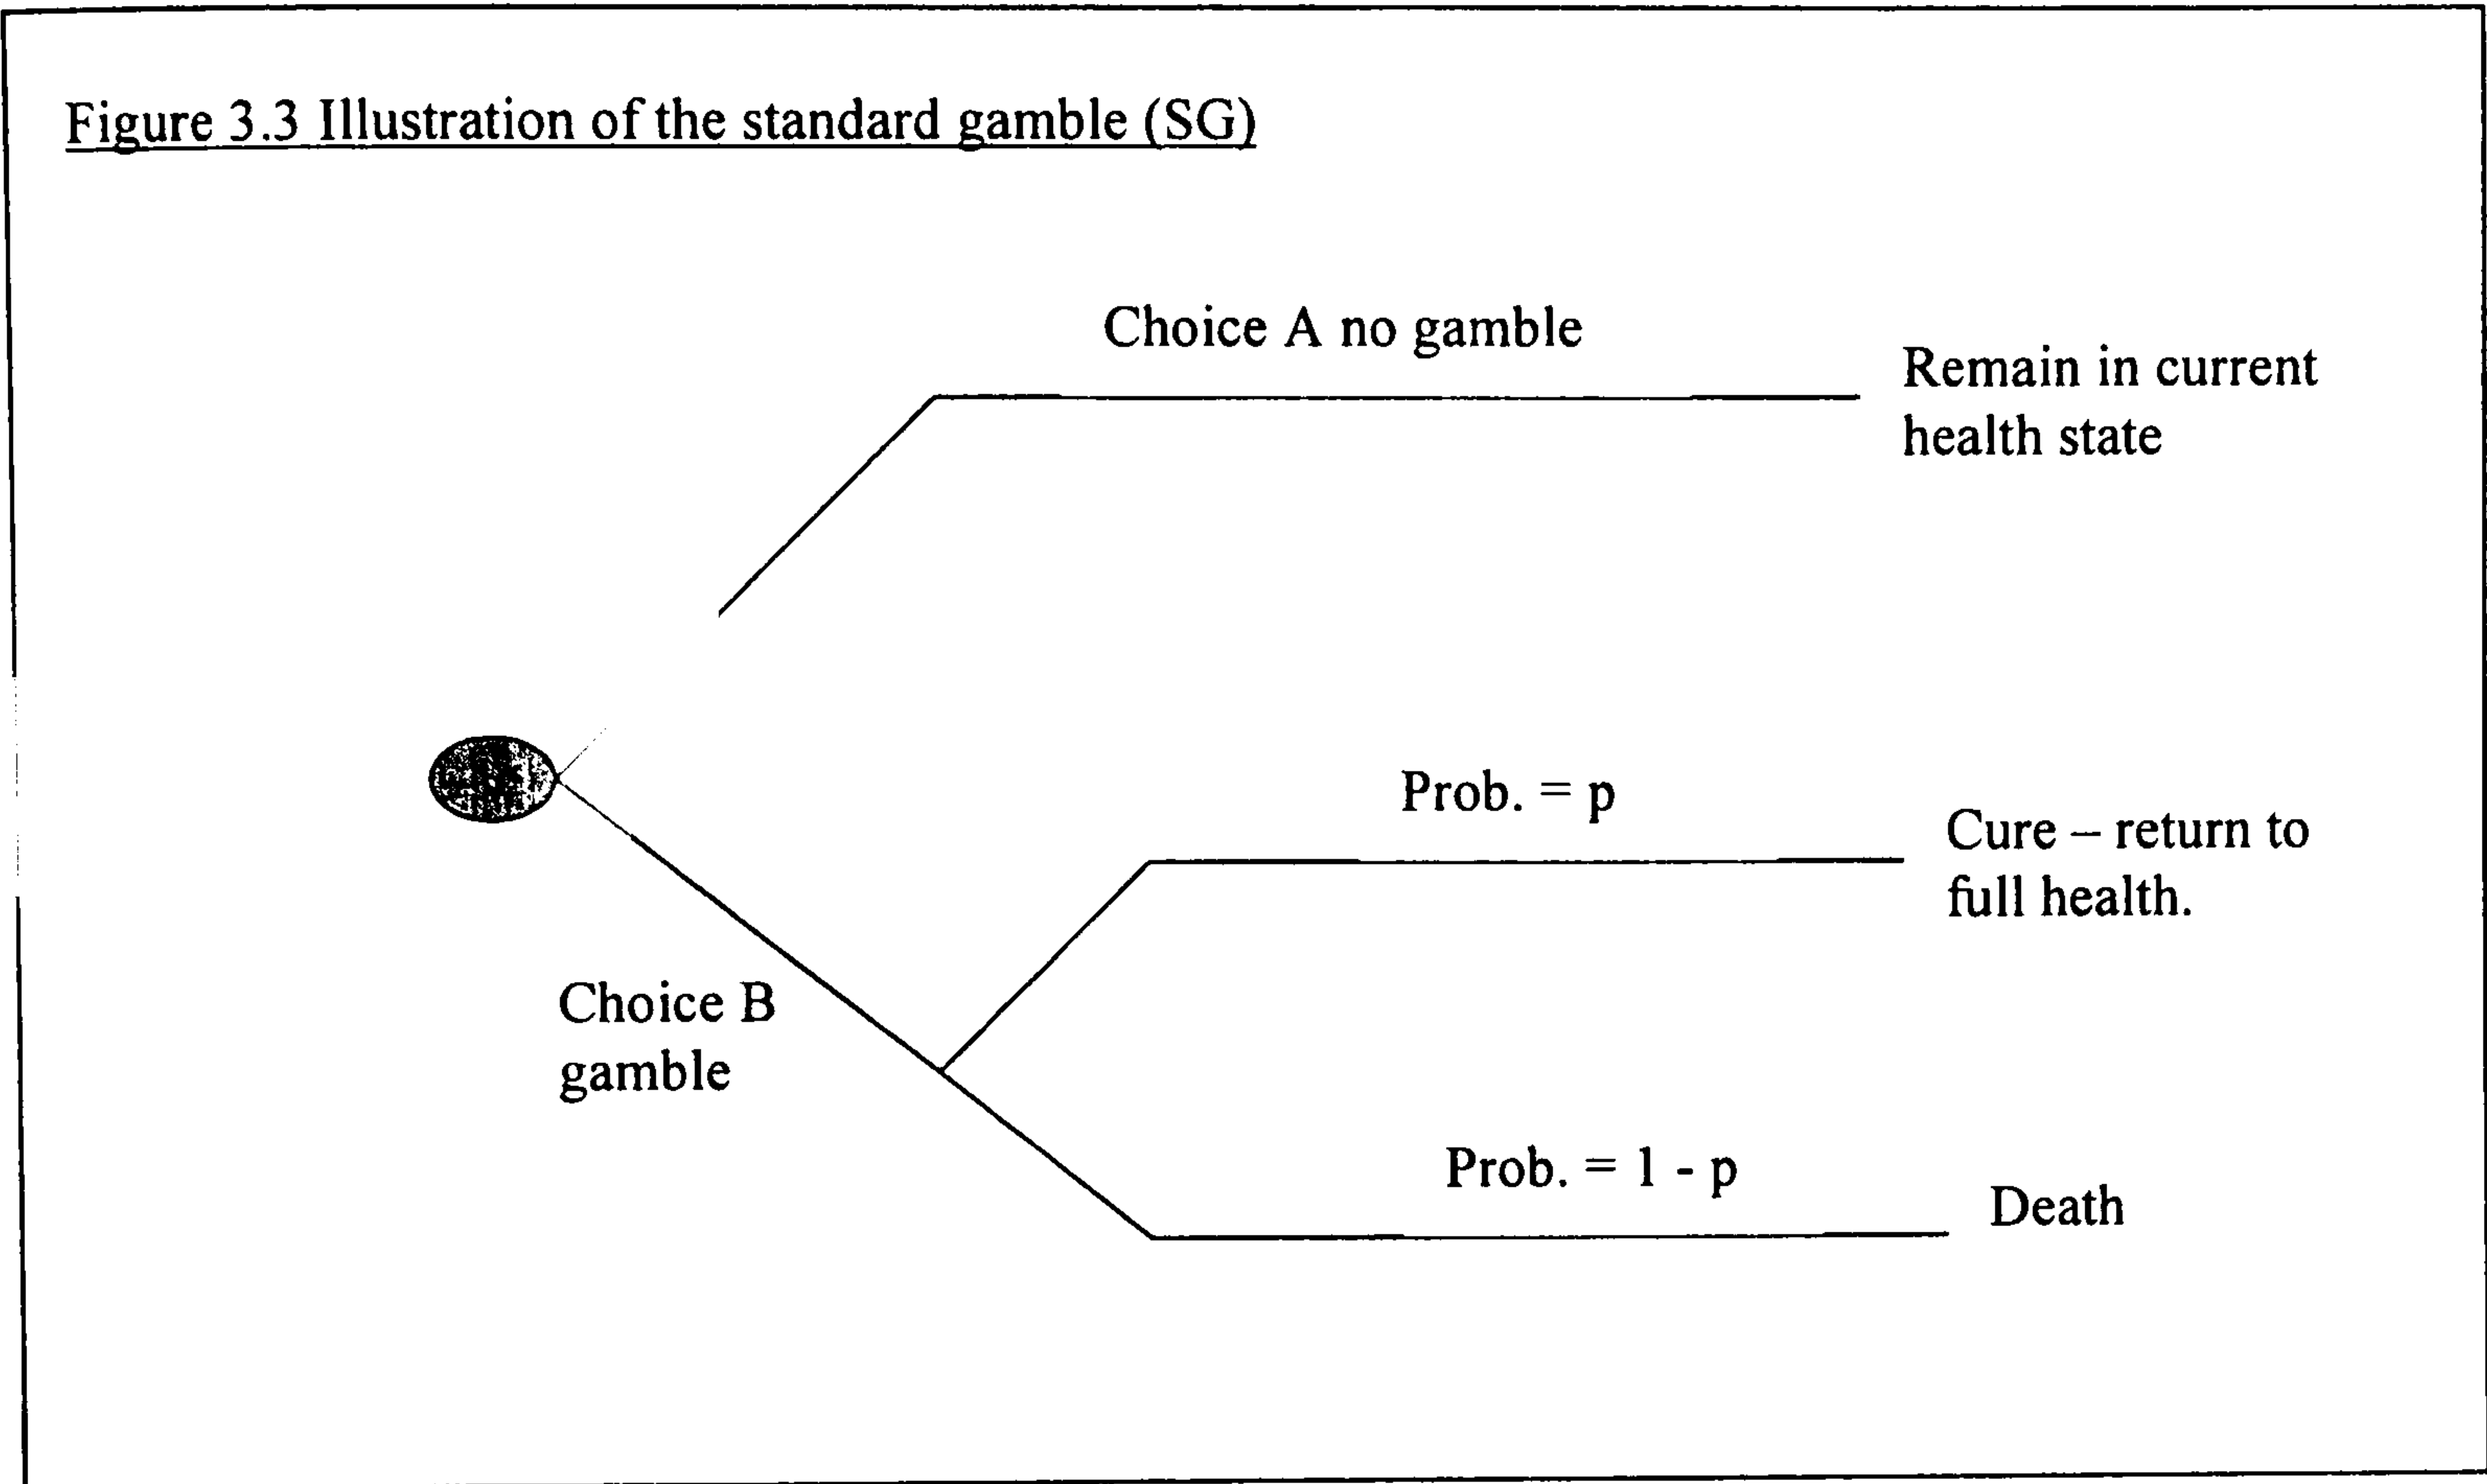 Figure 3.3 Illustration of the standard gamble (SG)
Choice A no gamble
Remain in current
health state
Prob. = p
Cure – return to
full health.
Choice B
gamble
Prob. = 1 - p
Death